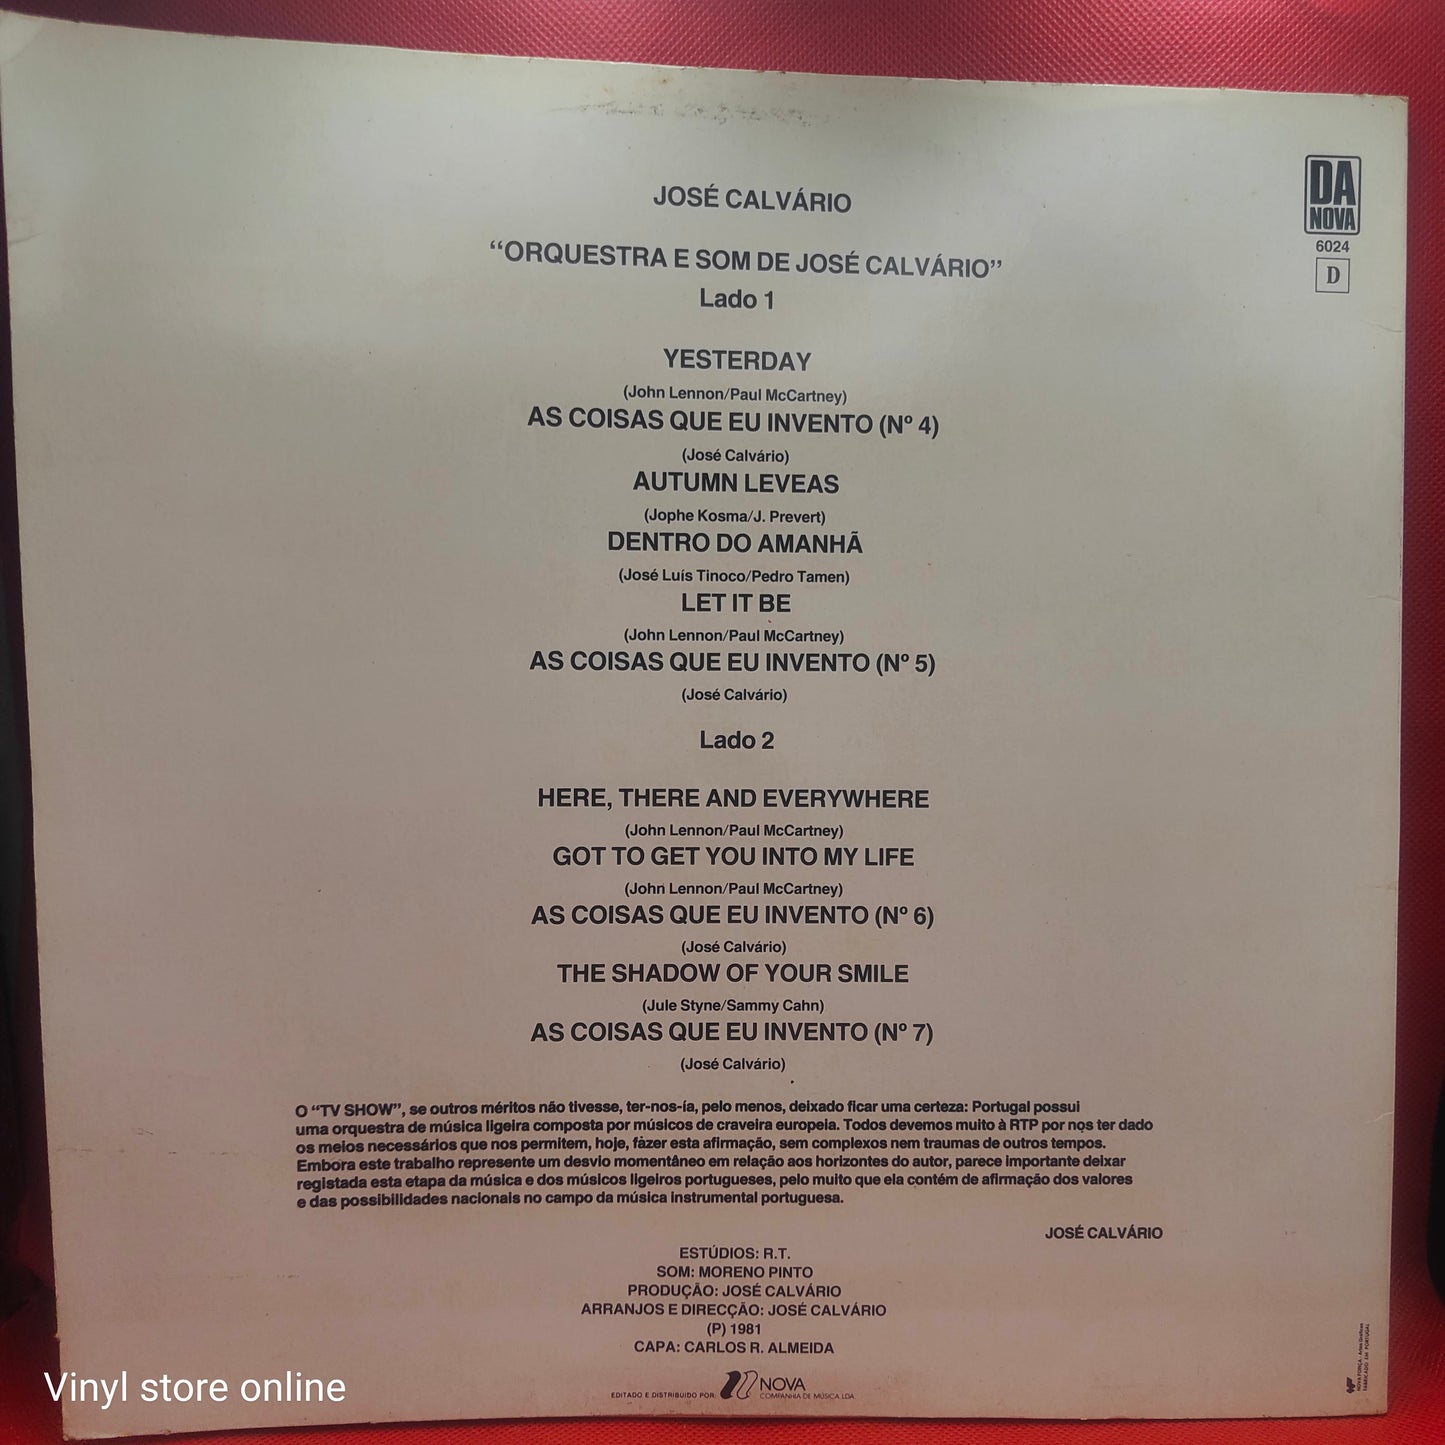 DA
NOVA
6024
D
JOSÉ CALVÁRIO
“ORQUESTRA E SOM DE JOSÉ CALVÁRIO”
Lado 1
YESTERDAY
(John Lennon/Paul McCartney)
AS COISAS QUE EU INVENTO (Nº 4)
(José Calvário)
AUTUMN LEVEAS
(Jophe Kosma/J. Prevert)
DENTRO DO AMANHÃ
(José Luís Tinoco/Pedro Tamen)
LET IT BE
(John Lennon/Paul McCartney)
AS COISAS QUE EU INVENTO (Nº 5)
(José Calvário)
Lado 2
HERE, THERE AND EVERYWHERE
(John Lennon/Paul McCartney)
GOT TO GET YOU INTO MY LIFE
(John Lennon/Paul McCartney)
AS COISAS QUE EU INVENTO (Nº 6)
(José Calvário)
THE SHADOW OF YOUR SMILE
(Jule Styne/Sammy Cahn)
AS COISAS QUE EU INVENTO (Nº 7)
(José Calvário)
O “TV SHOW”, se outros méritos não tivesse, ter-nos-ía, pelo menos, deixado ficar uma certeza: Portugal possui
uma orquestra de música ligeira composta por músicos de craveira europeia. Todos devemos muito à RTP por nos ter dado
os meios necessários que nos permitem, hoje, fazer esta afirmação, sem complexos nem traumas de outros tempos.
Embora este trabalho represente um desvio momentâneo em relação aos horizontes do autor, parece importante deixar
registada esta etapa da música e dos músicos ligeiros portugueses, pelo muito que ela contém de afirmação dos valores
e das possibilidades nacionais no campo da música instrumental portuguesa.
JOSÉ CALVÁRIO
ESTÚDIOS: R.T.
SOM: MORENO PINTO
PRODUÇÃO: JOSÉ CALVÁRIO
ARRANJOS E DIRECÇÃO: JOSÉ CALVÁRIO
(P) 1981
CAPA: CARLOS R. ALMEIDA
EDITADO E DISTRIBUIDO POR NOVA
COMPANHIA DE MÚSICA, LDA
FABRICADO EM PORTUGAL
Vinyl store online